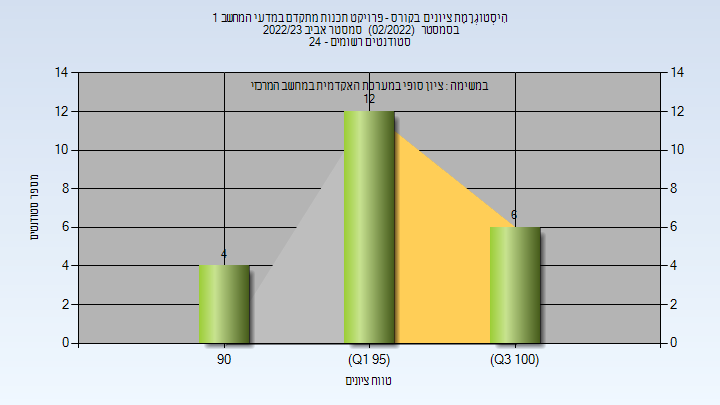 היסטוגרמת ציונים בקורס - פרויקט תכנות מתקדם במדעי המחשב 1
בסמסטר (02/2022) סמסטר אביב 2022/23
סטודנטים רשומים - 24
במשימה : ציון סופי במערכת האקדמית במחשב המרכזי
14 14
12 12
10 10
8 8
6 6
4 4
2 2
0 0
4
12
6
מספר סטודנטים
90 (Q1 95) (Q3 100)
טווח ציונים